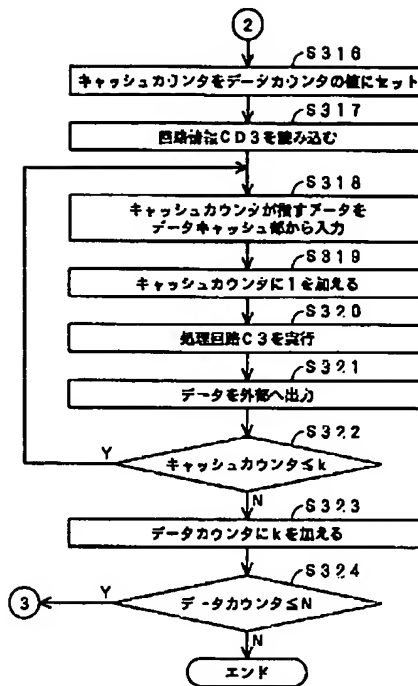 2
S316
キャッシュカウンタをデータカウンタの値にセット
S317
回路情報CD3を読み込む
S318
キャッシュカウンタが指すデータを
データキャッシュ部から入力
S319
キャッシュカウンタに1を加える
S320
処理回路C3を実行
S321
データを外部へ出力
S322
Y
キャッシュカウンタ≤k
N
S323
データカウンタにkを加える
S324
3
Y
データカウンタ≤N
N
エンド